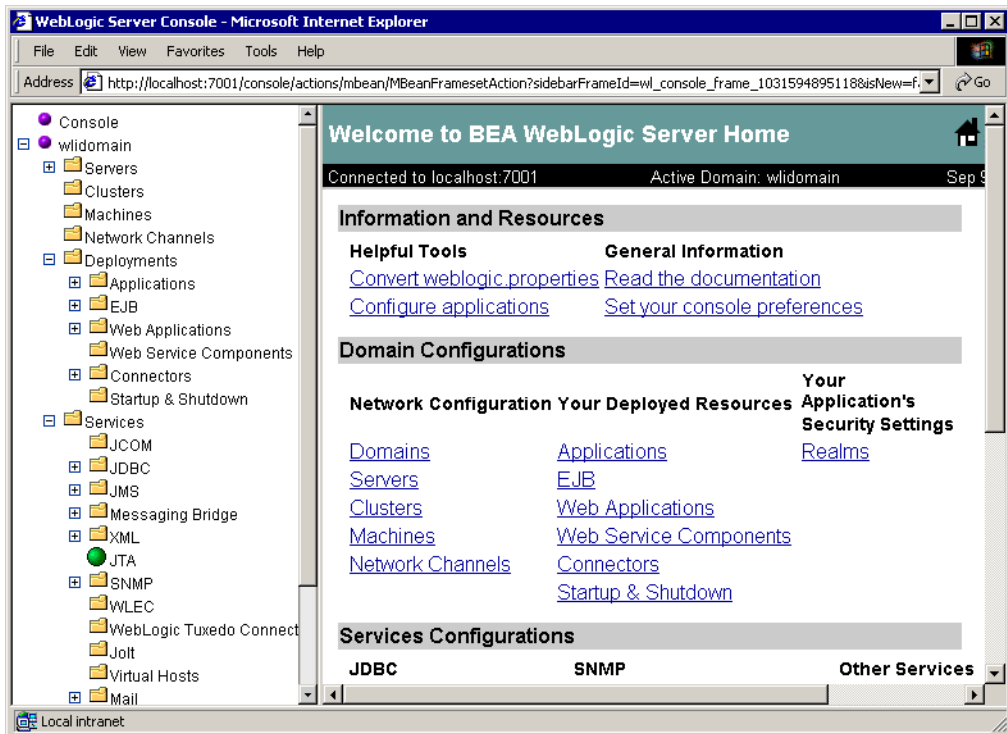 WebLogic Server Console - Microsoft Internet Explorer
File Edit View Favorites Tools Help
Address http://localhost:7001/console/actions/mbean/MBeanFramesetAction?sidebarFrameId=wl_console_frame_1031594895118&isNew=f Go
Console
wlidomain
Servers
Clusters
Machines
Network Channels
Deployments
Applications
EJB
Web Applications
Web Service Components
Connectors
Startup & Shutdown
Services
JCOM
JDBC
JMS
Messaging Bridge
XML
JTA
SNMP
WLEC
WebLogic Tuxedo Connect
Jolt
Virtual Hosts
Mail
Welcome to BEA WebLogic Server Home
Connected to localhost:7001 Active Domain: wlidomain Sep 9
Information and Resources
Helpful Tools General Information
Convert weblogic.properties Read the documentation
Configure applications Set your console preferences
Domain Configurations
Network Configuration Your Deployed Resources Your Application's Security Settings
Domains Applications Realms
Servers EJB
Clusters Web Applications
Machines Web Service Components
Network Channels Connectors
Startup & Shutdown
Services Configurations
JDBC SNMP Other Services
Local intranet